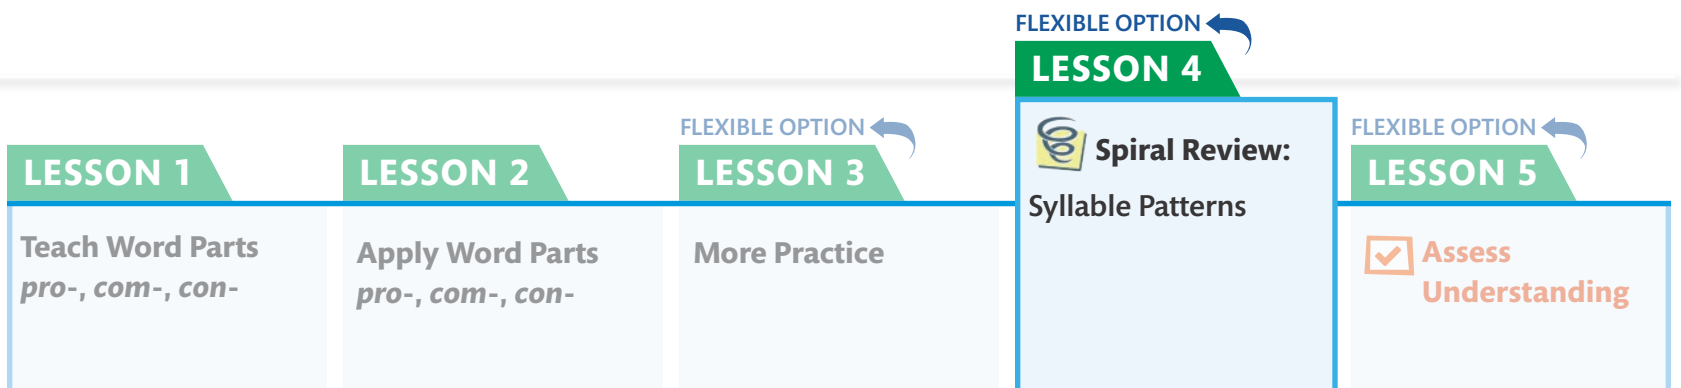 LESSON 1
Teach Word Parts
pro-, com-, con-
LESSON 2
Apply Word Parts
pro-, com-, con-
FLEXIBLE OPTION
LESSON 3
More Practice
FLEXIBLE OPTION
LESSON 4
Spiral Review:
Syllable Patterns
FLEXIBLE OPTION
LESSON 5
Assess
Understanding